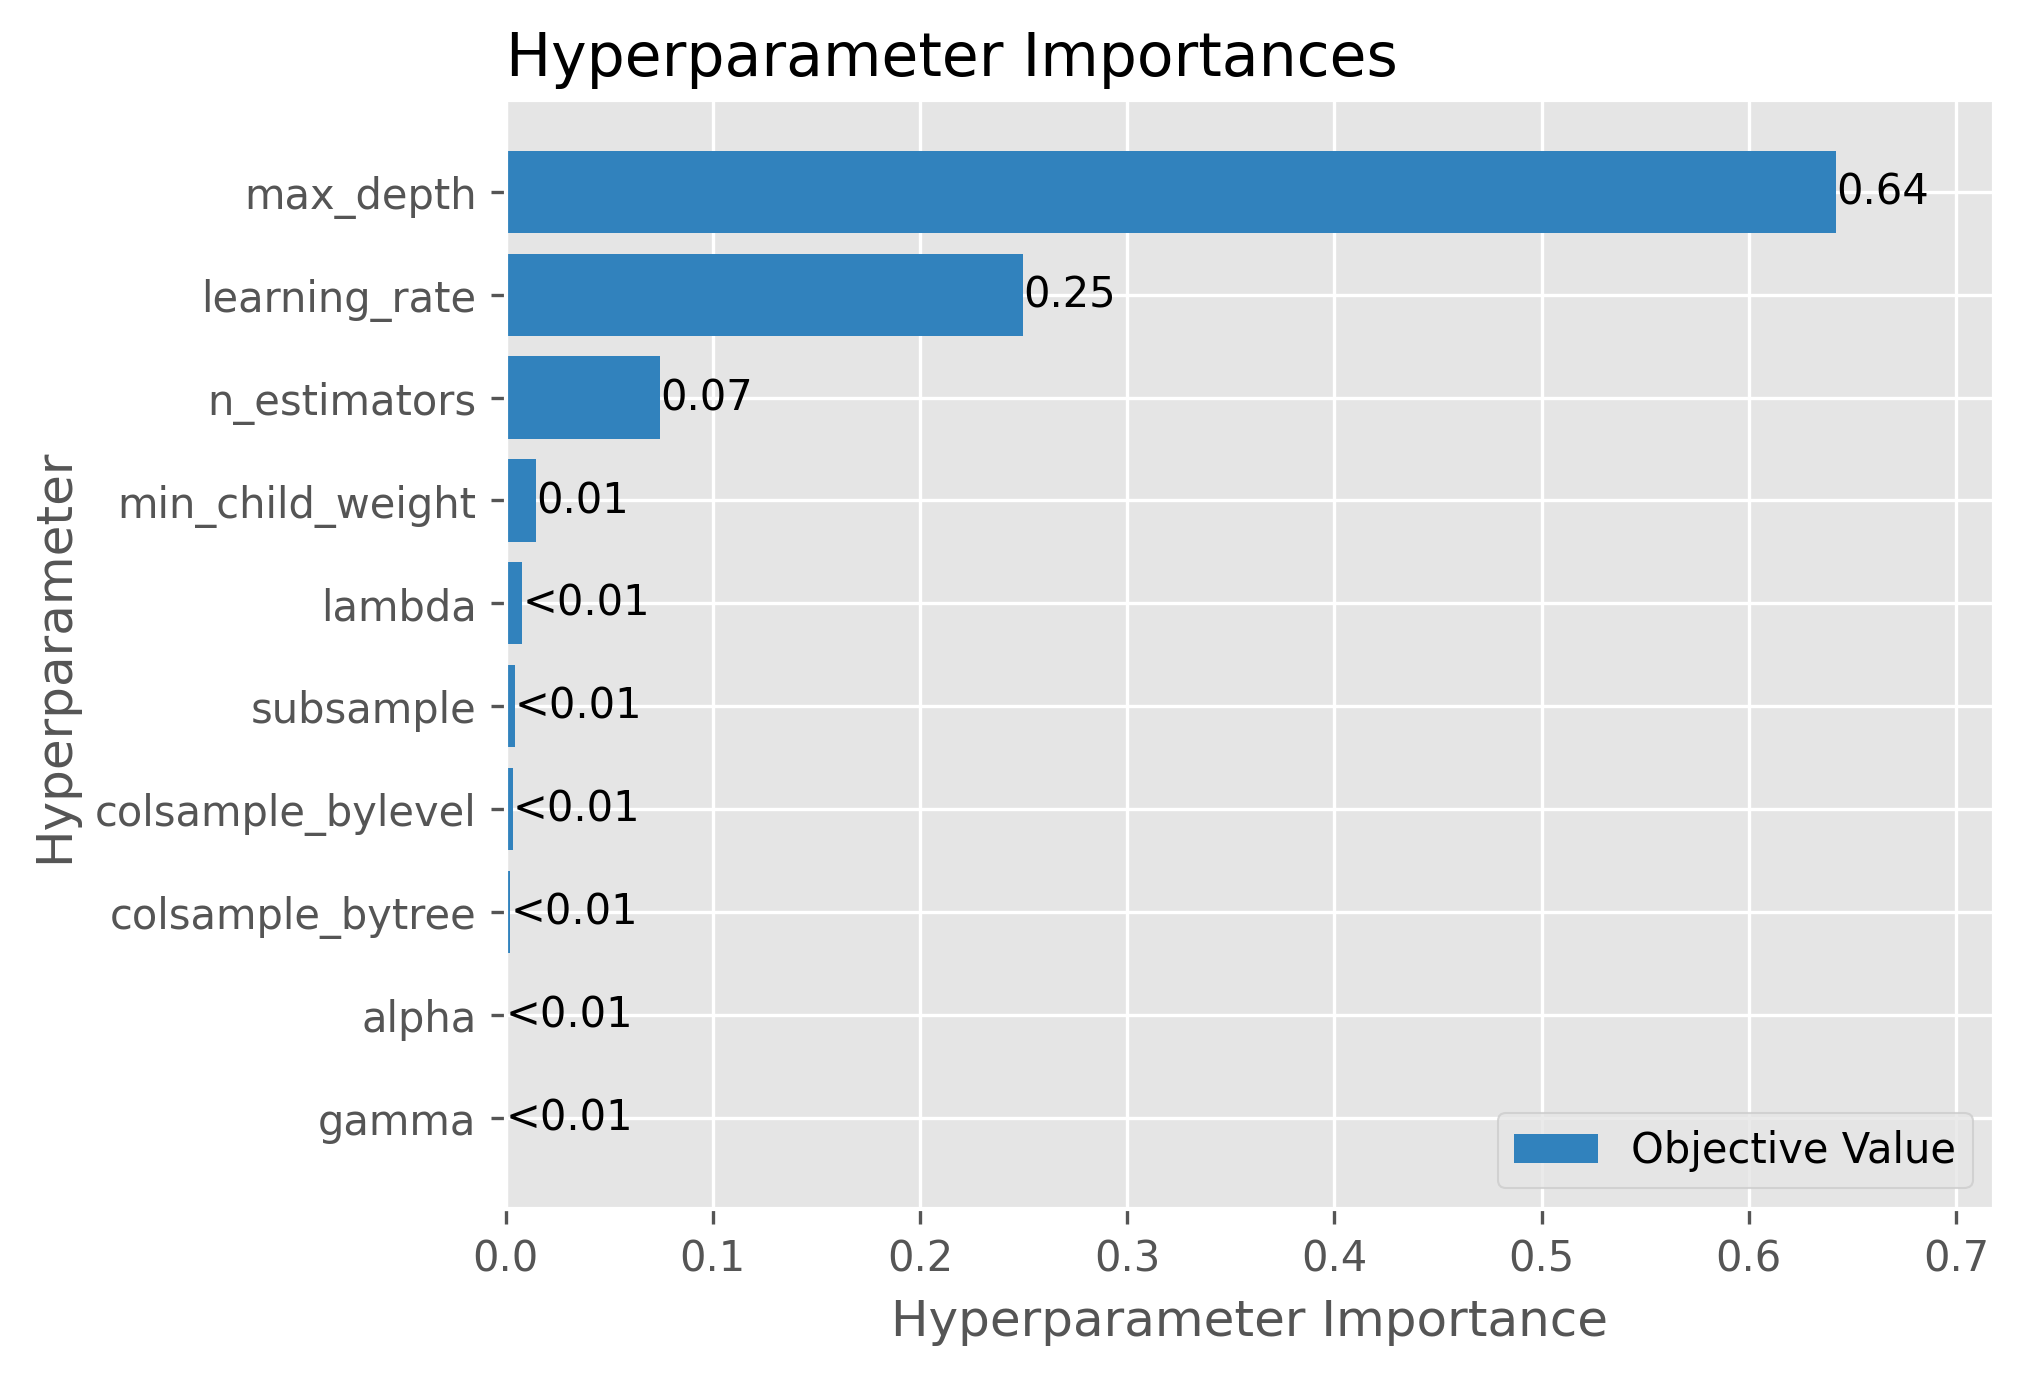 Hyperparameter Importances
Hyperparameter
max_depth 0.64
learning_rate 0.25
n_estimators 0.07
min_child_weight 0.01
lambda <0.01
subsample <0.01
colsample_bylevel <0.01
colsample_bytree <0.01
alpha <0.01
gamma <0.01
Objective Value
0.0 0.1 0.2 0.3 0.4 0.5 0.6 0.7
Hyperparameter Importance